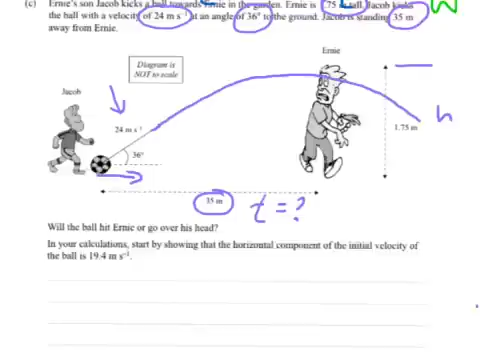 (c) Ernie's son Jacob kicks a ball towards Ernie in the garden. Ernie is 1.75 m tall. Jacob kicks
the ball with a velocity of 24 m s⁻¹ at an angle of 36° to the ground. Jacob is standing 35 m
away from Ernie.
Ernie
Diagram is
NOT to scale
Jacob
24 m s⁻¹
h
1.75 m
36°
35 m
t = ?
Will the ball hit Ernie or go over his head?
In your calculations, start by showing that the horizontal component of the initial velocity of
the ball is 19.4 m s⁻¹.